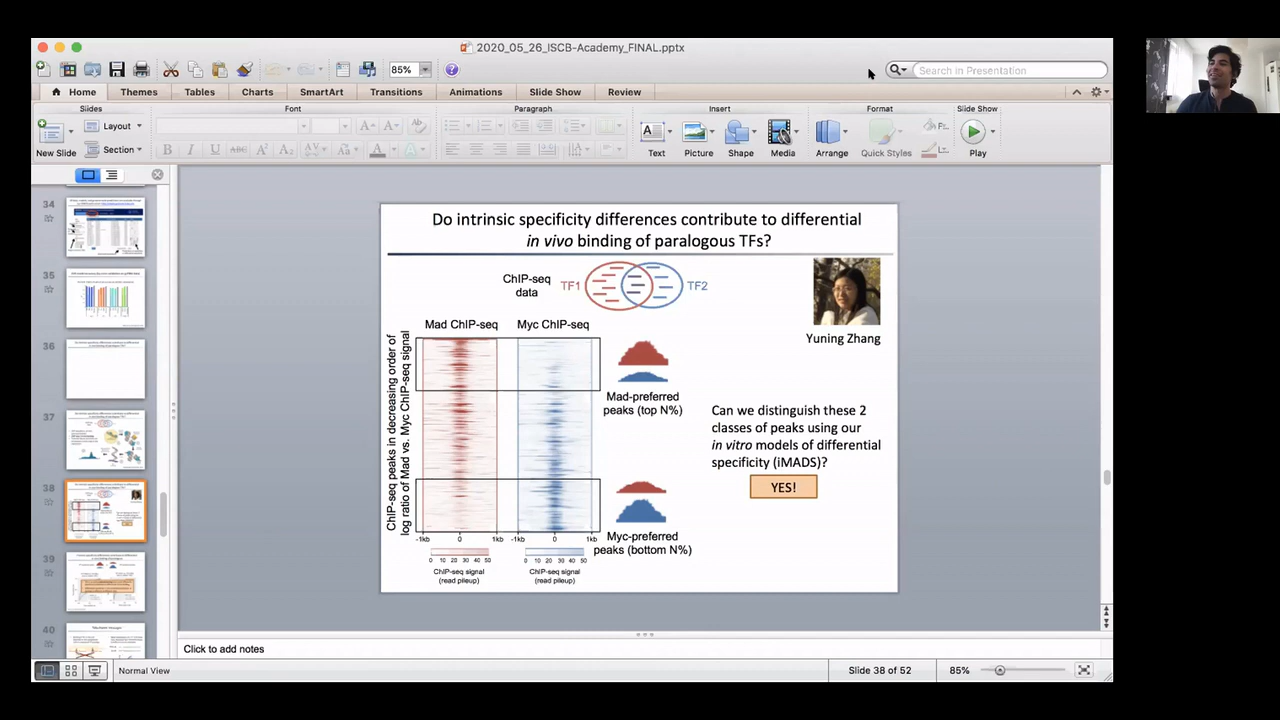 2020_05_26_ISCB-Academy_FINAL.pptx
85%
Search in Presentation
Home
Themes
Tables
Charts
SmartArt
Transitions
Animations
Slide Show
Review
Slides
Font
Paragraph
Insert
Format
Slide Show
New Slide
Layout
Section
B
I
U
ABC
Text
Picture
Shape
Media
Arrange
Quick Styles
Play
34
35
36
37
38
39
40
Do intrinsic specificity differences contribute to differential
in vivo binding of paralogous TFs?
ChIP-seq
data
TF1
TF2
Yuning Zhang
Mad ChIP-seq
Myc ChIP-seq
ChIP-seq peaks in decreasing order of
log ratio of Mad vs. Myc ChIP-seq signal
Mad-preferred
peaks (top N%)
Can we distinguish these 2
classes of peaks using our
in vitro models of differential
specificity (iMADS)?
YES!
Myc-preferred
peaks (bottom N%)
-1kb 0 1kb -1kb 0 1kb
0 10 20 30 40 50
0 10 20 30 40 50
ChIP-seq signal
(read pileup)
ChIP-seq signal
(read pileup)
Click to add notes
Normal View
Slide 38 of 52
85%